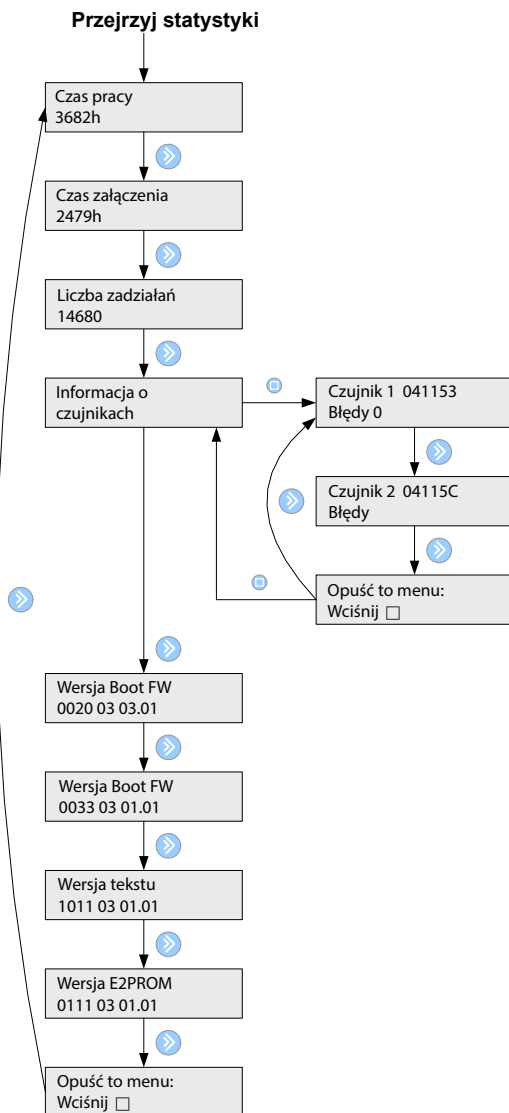 Przejrzyj statystyki
Czas pracy
3682h
Czas załączenia
2479h
Liczba zadziałań
14680
Informacja o
czujnikach
Czujnik 1 041153
Błędy 0
Czujnik 2 04115C
Błędy
Opuść to menu:
Wciśnij □
Wersja Boot FW
0020 03 03.01
Wersja Boot FW
0033 03 01.01
Wersja tekstu
1011 03 01.01
Wersja E2PROM
0111 03 01.01
Opuść to menu:
Wciśnij □